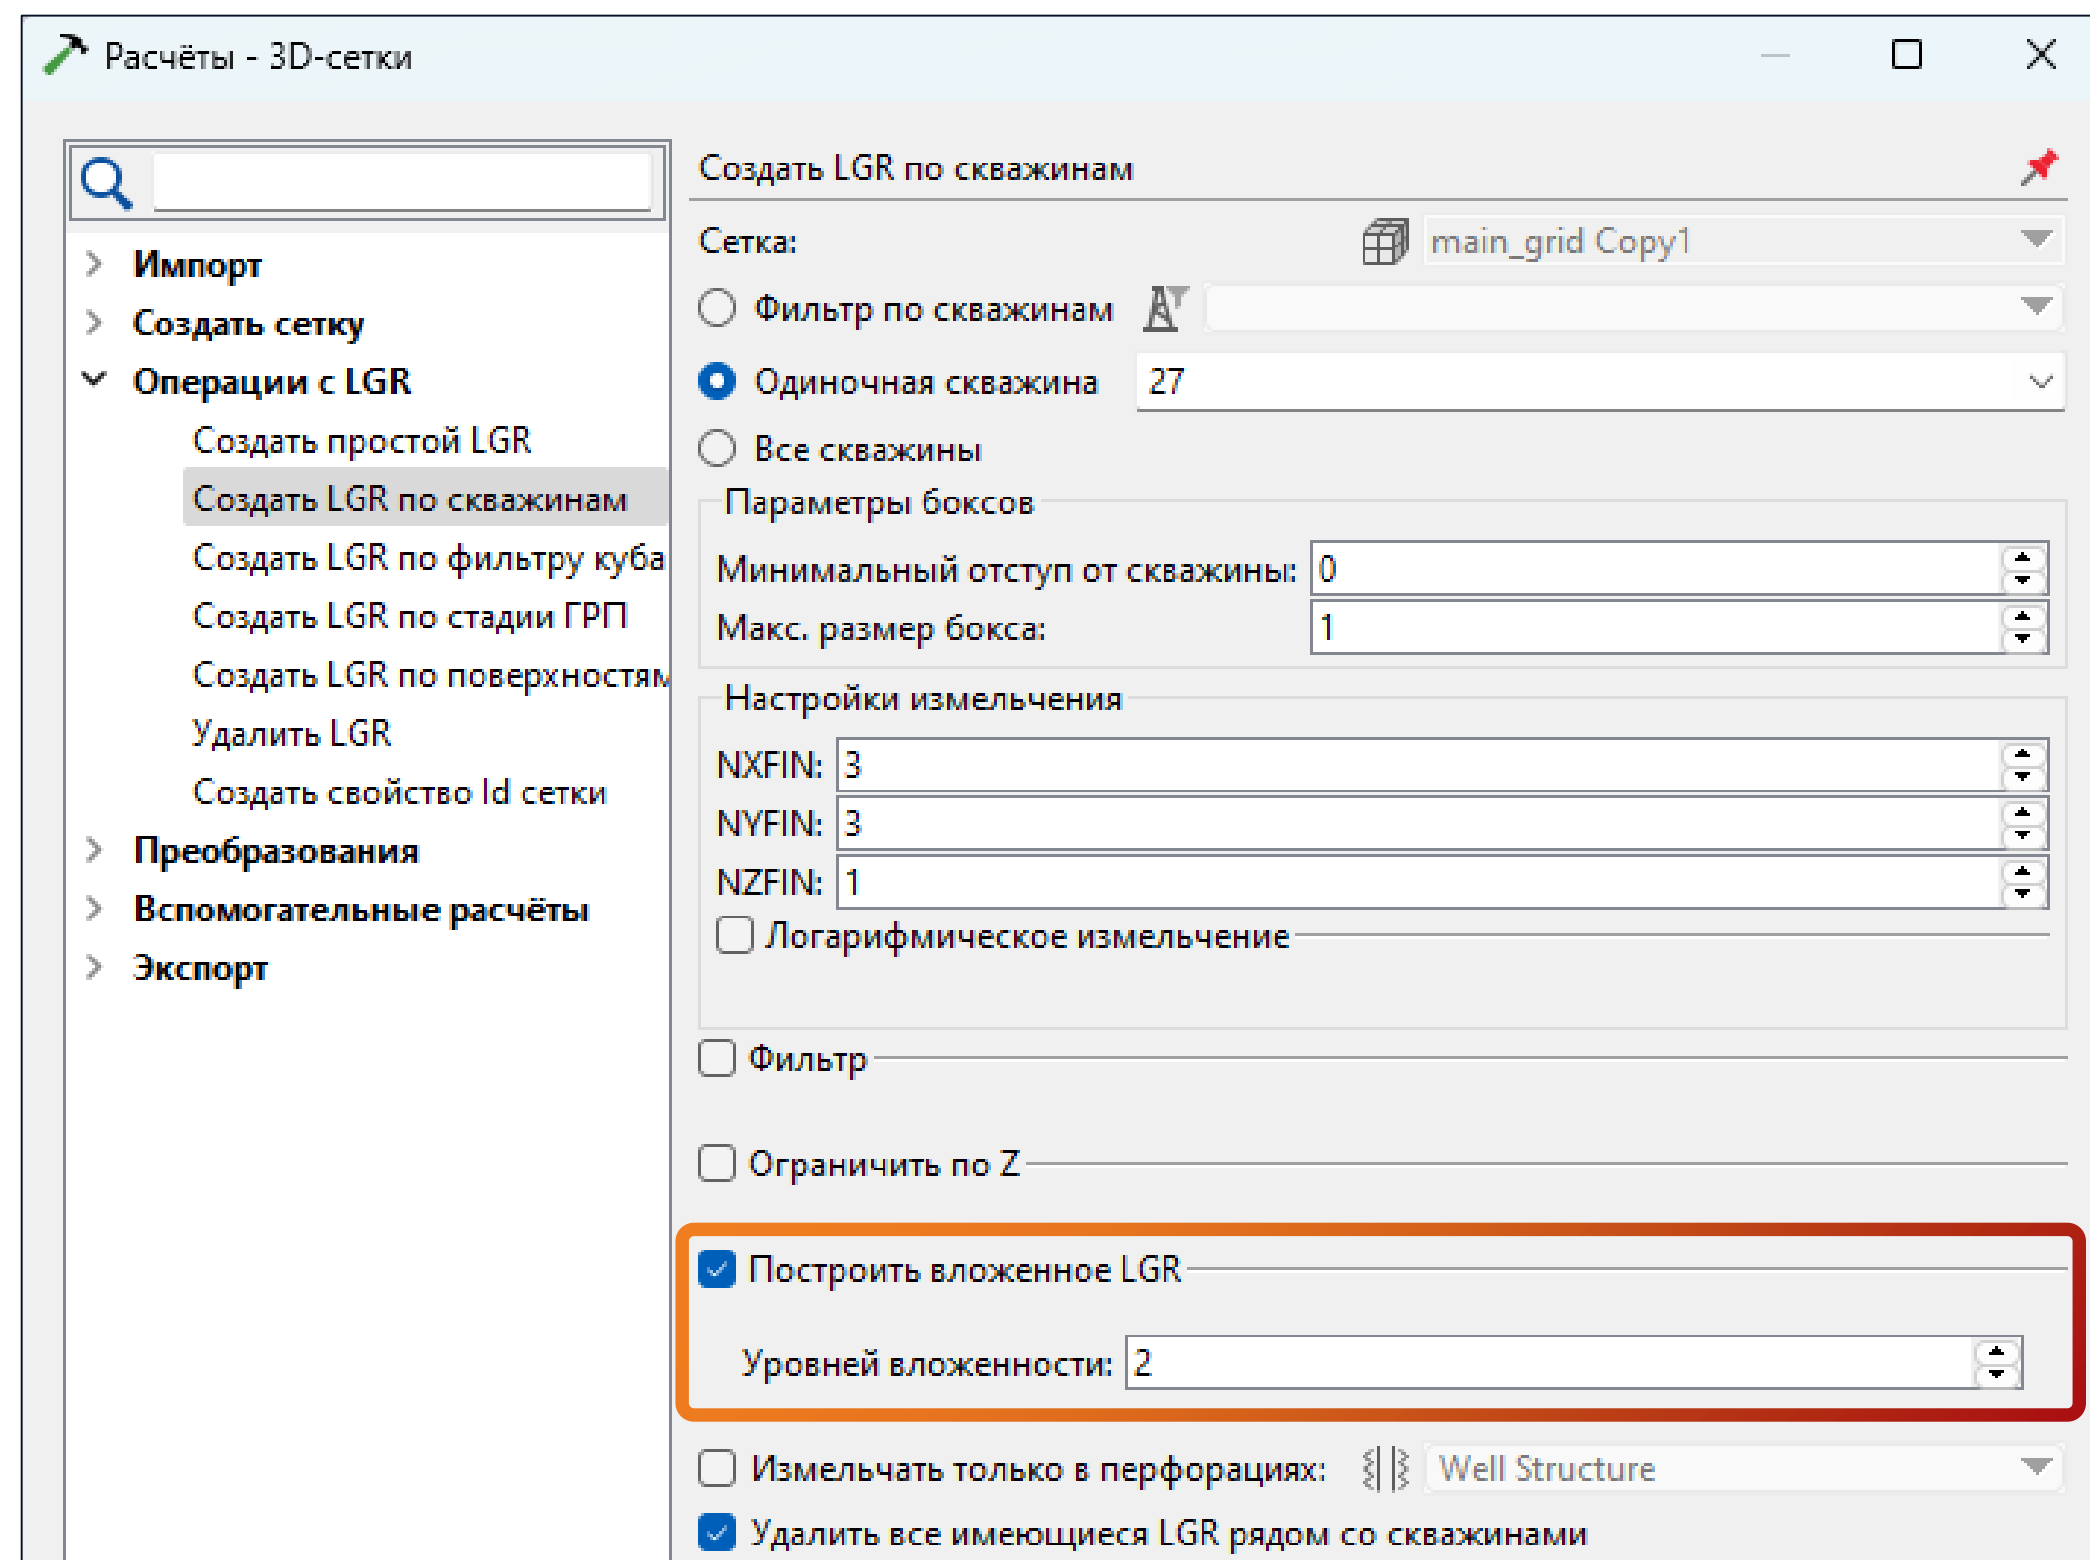 Расчёты - 3D-сетки
Импорт
Создать сетку
Операции с LGR
Создать простой LGR
Создать LGR по скважинам
Создать LGR по фильтру куба
Создать LGR по стадии ГРП
Создать LGR по поверхностям
Удалить LGR
Создать свойство Id сетки
Преобразования
Вспомогательные расчёты
Экспорт
Создать LGR по скважинам
Сетка: main_grid Copy1
Фильтр по скважинам
Одиночная скважина 27
Все скважины
Параметры боксов
Минимальный отступ от скважины: 0
Макс. размер бокса: 1
Настройки измельчения
NXFIN: 3
NYFIN: 3
NZFIN: 1
Логарифмическое измельчение
Фильтр
Ограничить по Z
Построить вложенное LGR
Уровней вложенности: 2
Измельчать только в перфорациях: Well Structure
Удалить все имеющиеся LGR рядом со скважинами